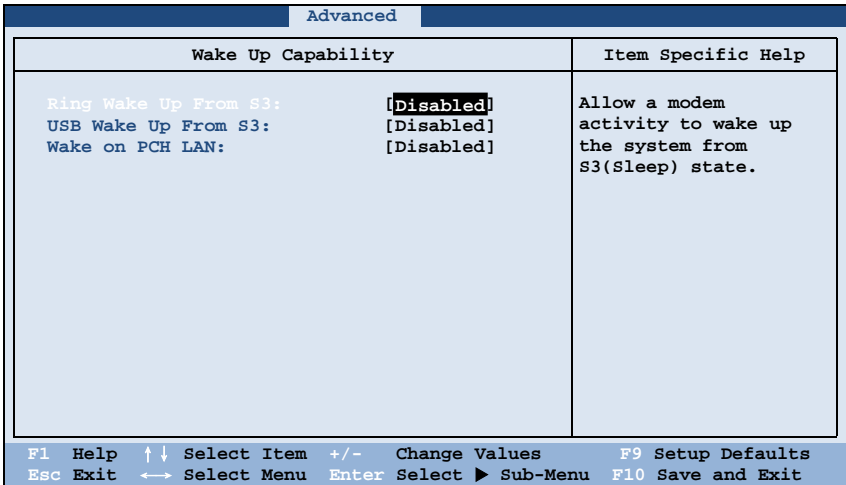 Advanced
Wake Up Capability
Item Specific Help
Ring Wake Up From S3: [Disabled]
USB Wake Up From S3: [Disabled]
Wake on PCH LAN: [Disabled]
Allow a modem
activity to wake up
the system from
S3(Sleep) state.
F1 Help ↑↓ Select Item +/- Change Values F9 Setup Defaults
Esc Exit ←→ Select Menu Enter Select ▶ Sub-Menu F10 Save and Exit